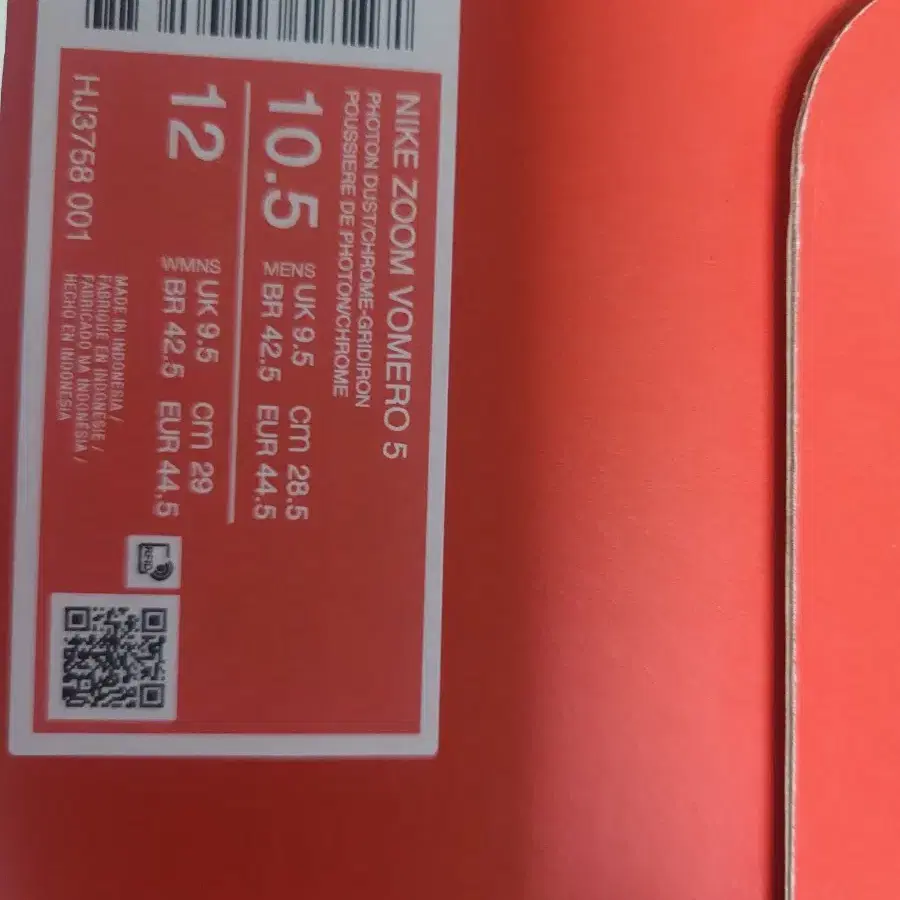 NIKE ZOOM VOMERO 5
PHOTON DUST/CHROME-GRIDIRON
POUSSIERE DE PHOTON/CHROME
10.5
MENS UK 9.5 cm 28.5
BR 42.5 EUR 44.5
12
WMNS UK 9.5 cm 29
BR 42.5 EUR 44.5
HJ3758 001
MADE IN INDONESIA /
FABRIQUE EN INDONESIE /
FABRICADO NA INDONÉSIA /
HECHO EN INDONESIA
RFID